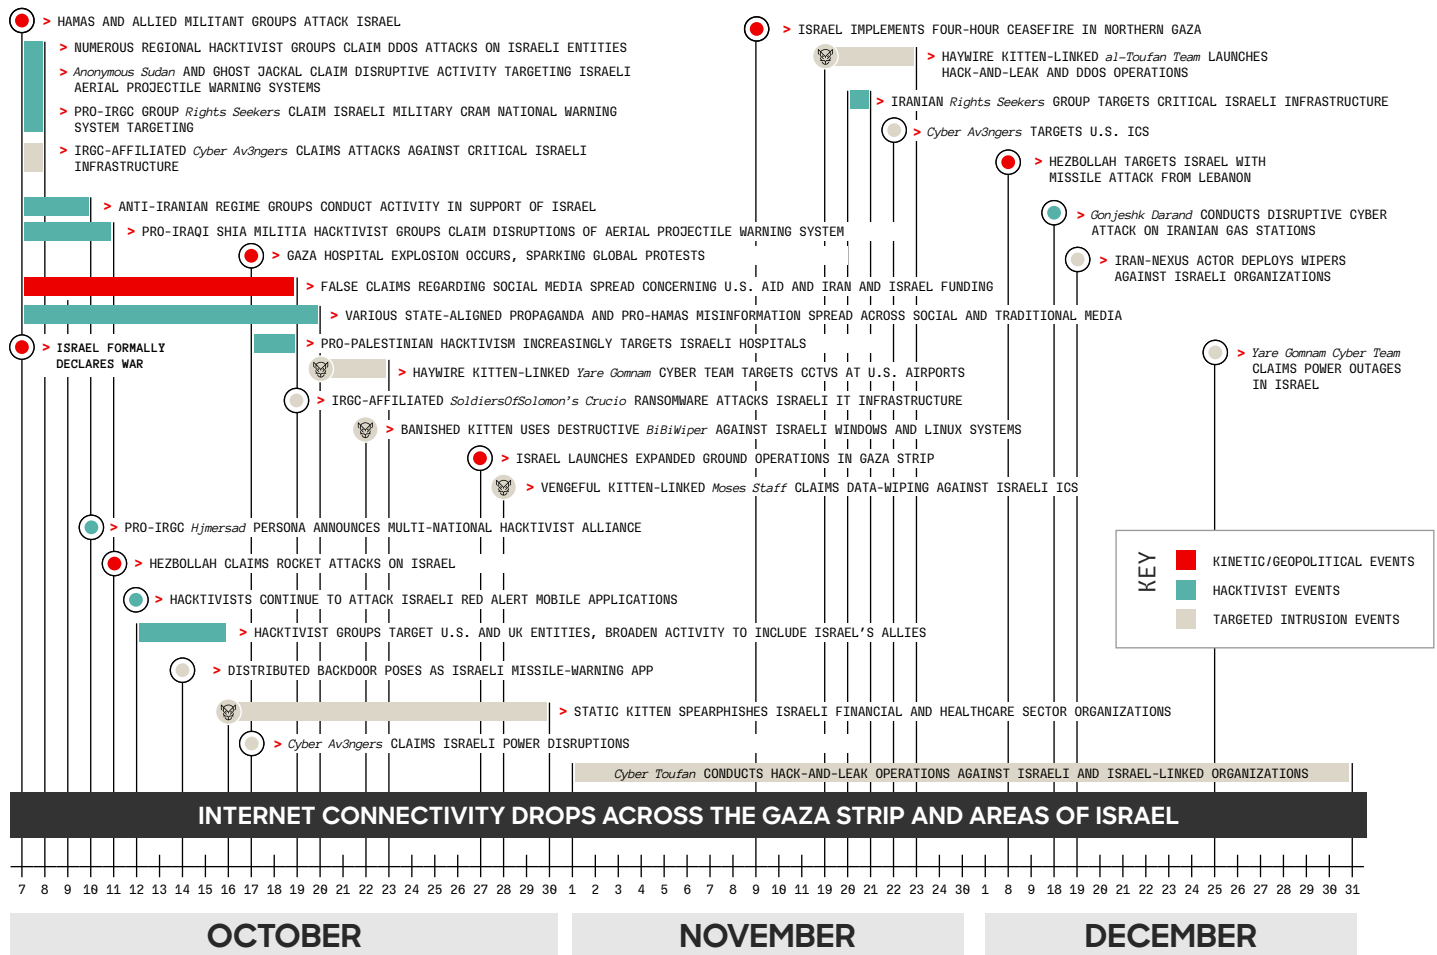 > HAMAS AND ALLIED MILITANT GROUPS ATTACK ISRAEL
> NUMEROUS REGIONAL HACKTIVIST GROUPS CLAIM DDOS ATTACKS ON ISRAELI ENTITIES
> Anonymous Sudan AND GHOST JACKAL CLAIM DISRUPTIVE ACTIVITY TARGETING ISRAELI
AERIAL PROJECTILE WARNING SYSTEMS
> PRO-IRGC GROUP Rights Seekers CLAIM ISRAELI MILITARY CRAM NATIONAL WARNING
SYSTEM TARGETING
> IRGC-AFFILIATED Cyber Av3ngers CLAIMS ATTACKS AGAINST CRITICAL ISRAELI
INFRASTRUCTURE
> ANTI-IRANIAN REGIME GROUPS CONDUCT ACTIVITY IN SUPPORT OF ISRAEL
> PRO-IRAQI SHIA MILITIA HACKTIVIST GROUPS CLAIM DISRUPTIONS OF AERIAL PROJECTILE WARNING SYSTEM
> GAZA HOSPITAL EXPLOSION OCCURS, SPARKING GLOBAL PROTESTS
> FALSE CLAIMS REGARDING SOCIAL MEDIA SPREAD CONCERNING U.S. AID AND IRAN AND ISRAEL FUNDING
> VARIOUS STATE-ALIGNED PROPAGANDA AND PRO-HAMAS MISINFORMATION SPREAD ACROSS SOCIAL AND TRADITIONAL MEDIA
> ISRAEL FORMALLY
DECLARES WAR
> PRO-PALESTINIAN HACKTIVISM INCREASINGLY TARGETS ISRAELI HOSPITALS
> HAYWIRE KITTEN-LINKED Yare Gomnam CYBER TEAM TARGETS CCTVS AT U.S. AIRPORTS
> IRGC-AFFILIATED SoldiersOfSolomon's Crucio RANSOMWARE ATTACKS ISRAELI IT INFRASTRUCTURE
> BANISHED KITTEN USES DESTRUCTIVE BiBiWiper AGAINST ISRAELI WINDOWS AND LINUX SYSTEMS
> ISRAEL LAUNCHES EXPANDED GROUND OPERATIONS IN GAZA STRIP
> VENGEFUL KITTEN-LINKED Moses Staff CLAIMS DATA-WIPING AGAINST ISRAELI ICS
> PRO-IRGC Hjmersad PERSONA ANNOUNCES MULTI-NATIONAL HACKTIVIST ALLIANCE
> HEZBOLLAH CLAIMS ROCKET ATTACKS ON ISRAEL
> HACKTIVISTS CONTINUE TO ATTACK ISRAELI RED ALERT MOBILE APPLICATIONS
> HACKTIVIST GROUPS TARGET U.S. AND UK ENTITIES, BROADEN ACTIVITY TO INCLUDE ISRAEL'S ALLIES
> DISTRIBUTED BACKDOOR POSES AS ISRAELI MISSILE-WARNING APP
> STATIC KITTEN SPEARPHISHES ISRAELI FINANCIAL AND HEALTHCARE SECTOR ORGANIZATIONS
> Cyber Av3ngers CLAIMS ISRAELI POWER DISRUPTIONS
> ISRAEL IMPLEMENTS FOUR-HOUR CEASEFIRE IN NORTHERN GAZA
> HAYWIRE KITTEN-LINKED al-Toufan Team LAUNCHES
HACK-AND-LEAK AND DDOS OPERATIONS
> IRANIAN Rights Seekers GROUP TARGETS CRITICAL ISRAELI INFRASTRUCTURE
> Cyber Av3ngers TARGETS U.S. ICS
> HEZBOLLAH TARGETS ISRAEL WITH
MISSILE ATTACK FROM LEBANON
> Gonjeshk Darand CONDUCTS DISRUPTIVE CYBER
ATTACK ON IRANIAN GAS STATIONS
> IRAN-NEXUS ACTOR DEPLOYS WIPERS
AGAINST ISRAELI ORGANIZATIONS
> Yare Gomnam Cyber Team
CLAIMS POWER OUTAGES
IN ISRAEL
KEY
KINETIC/GEOPOLITICAL EVENTS
HACKTIVIST EVENTS
TARGETED INTRUSION EVENTS
Cyber Toufan CONDUCTS HACK-AND-LEAK OPERATIONS AGAINST ISRAELI AND ISRAEL-LINKED ORGANIZATIONS
INTERNET CONNECTIVITY DROPS ACROSS THE GAZA STRIP AND AREAS OF ISRAEL
7 8 9 10 11 13 14 15 16 17 19 20 21 22 23 24 25 26 27 28 29 30 1 2 3 4 5 6 7 8 9 10 11 19 20 21 22 23 24 30 1 8 9 18 19 20 21 22 23 24 25 26 27 28 29 30 31
OCTOBER NOVEMBER DECEMBER